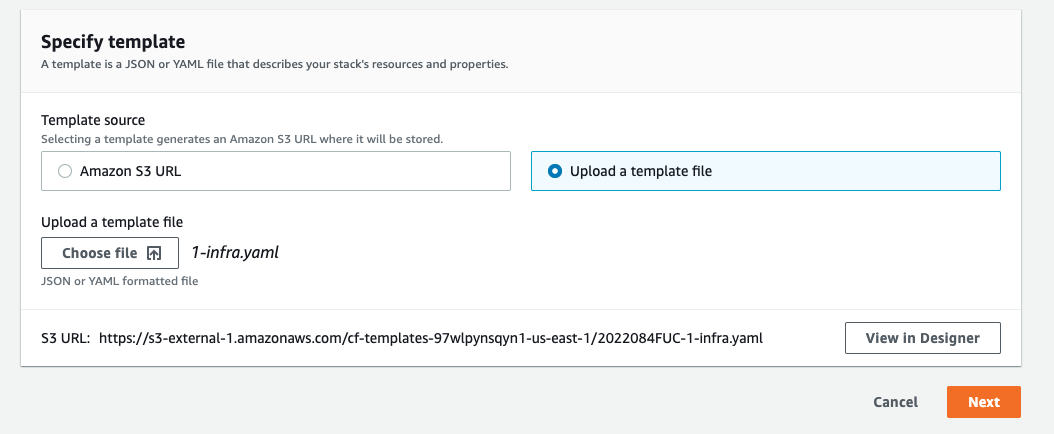 Specify template
A template is a JSON or YAML file that describes your stack's resources and properties.
Template source
Selecting a template generates an Amazon S3 URL where it will be stored.
Amazon S3 URL
Upload a template file
Upload a template file
Choose file
1-infra.yaml
JSON or YAML formatted file
S3 URL: https://s3-external-1.amazonaws.com/cf-templates-97wlpynsqyn1-us-east-1/2022084FUC-1-infra.yaml
View in Designer
Cancel
Next